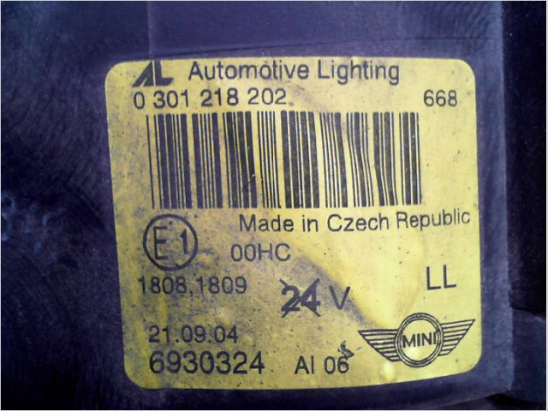 AL Automotive Lighting
0 301 218 202 668
Made in Czech Republic
E1 00HC
1808,1809 24 V LL
21.09.04
6930324 AI 06
MINI